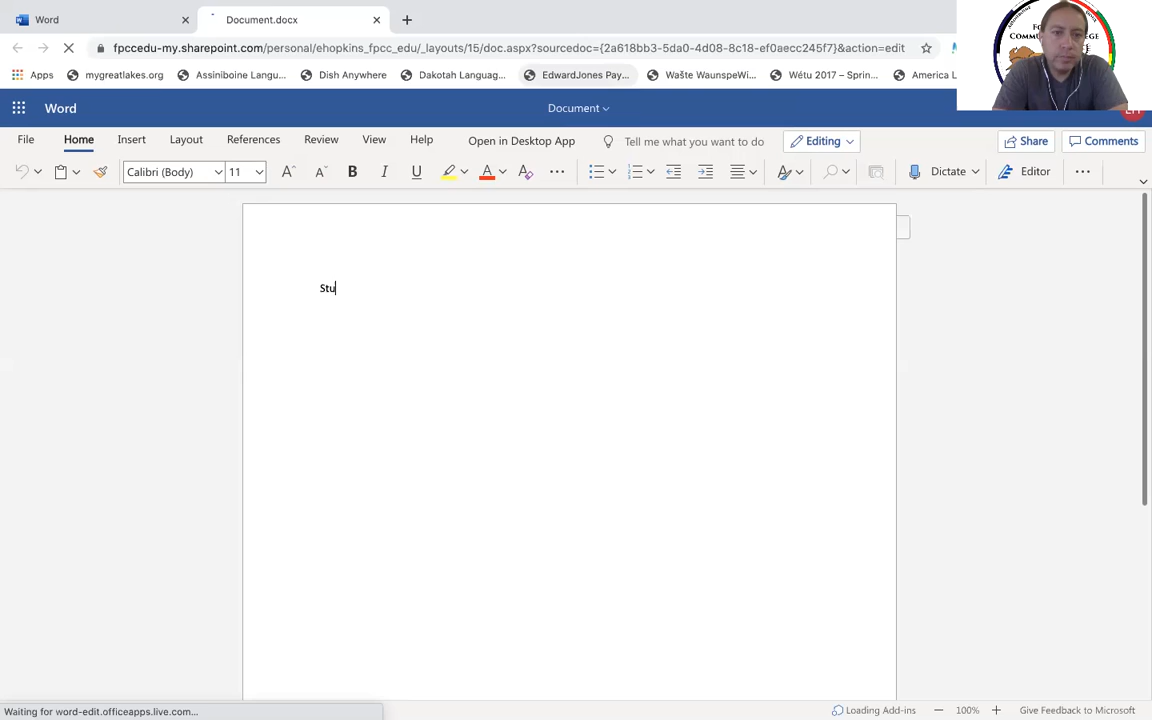 Word
Document.docx
fpccedu-my.sharepoint.com/personal/ehopkins_fpcc_edu/_layouts/15/doc.aspx?sourcedoc={2a618bb3-5da0-4d08-8c18-ef0aecc245f7}&action=edit
Apps mygreatlakes.org Assiniboine Langu... Dish Anywhere Dakotah Languag... EdwardJones Pay... Wašte WaunspeWi... Wétu 2017 – Sprin... America L
Word Document
File Home Insert Layout References Review View Help Open in Desktop App Tell me what you want to do Editing Share Comments
Calibri (Body) 11 B I U A Dictate Editor
Stu
Waiting for word-edit.officeapps.live.com...
Loading Add-ins 100% Give Feedback to Microsoft